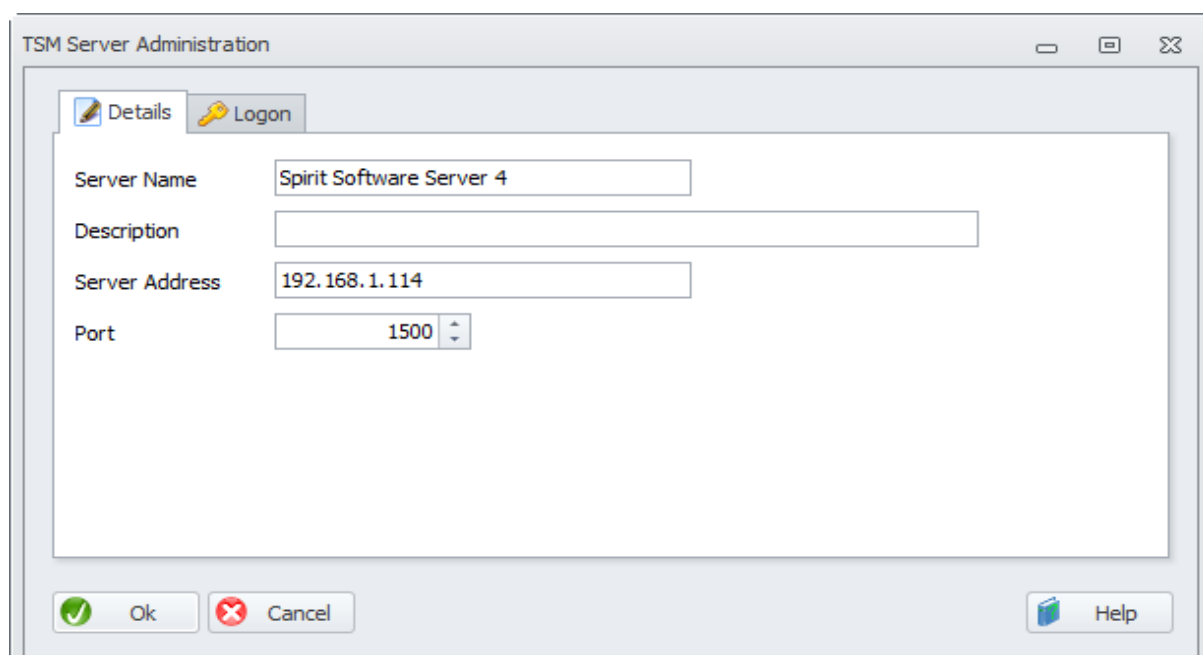 TSM Server Administration
Details Logon
Server Name Spirit Software Server 4
Description
Server Address 192.168.1.114
Port 1500
Ok Cancel Help